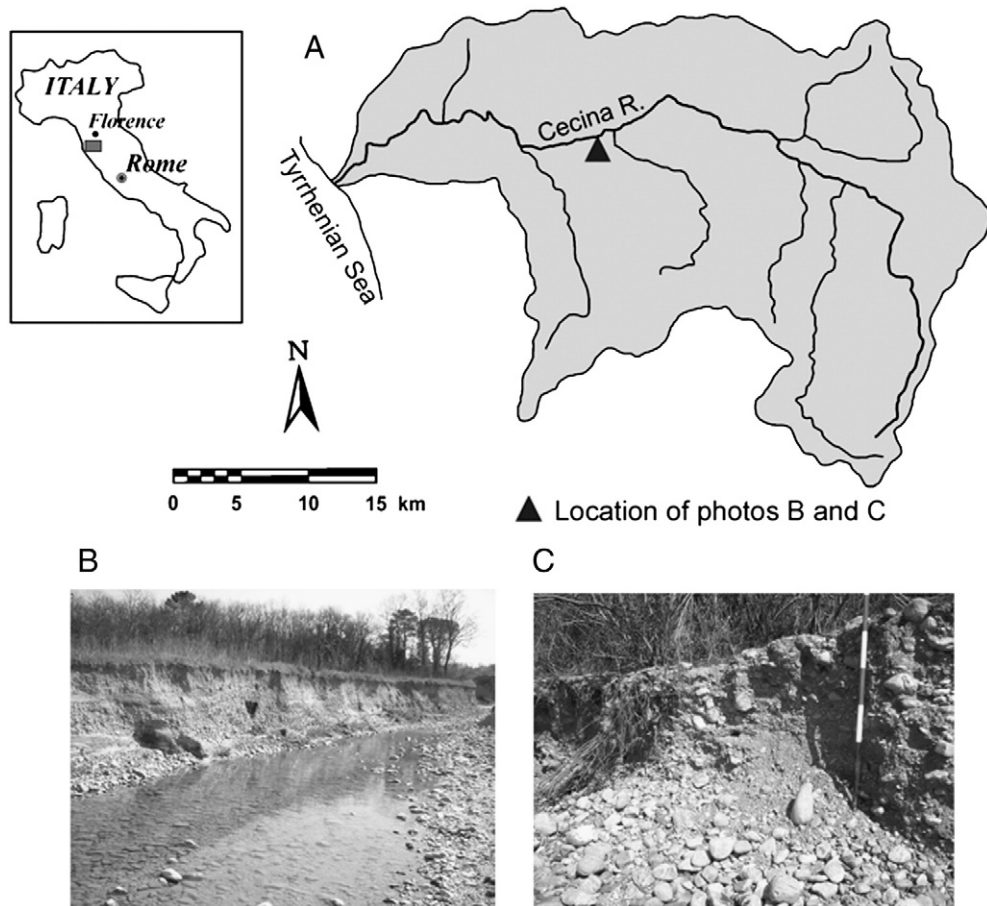 A
ITALY
Florence
Rome
Cecina R.
Tyrrhenian Sea
N
0 5 10 15 km
Location of photos B and C
B
C